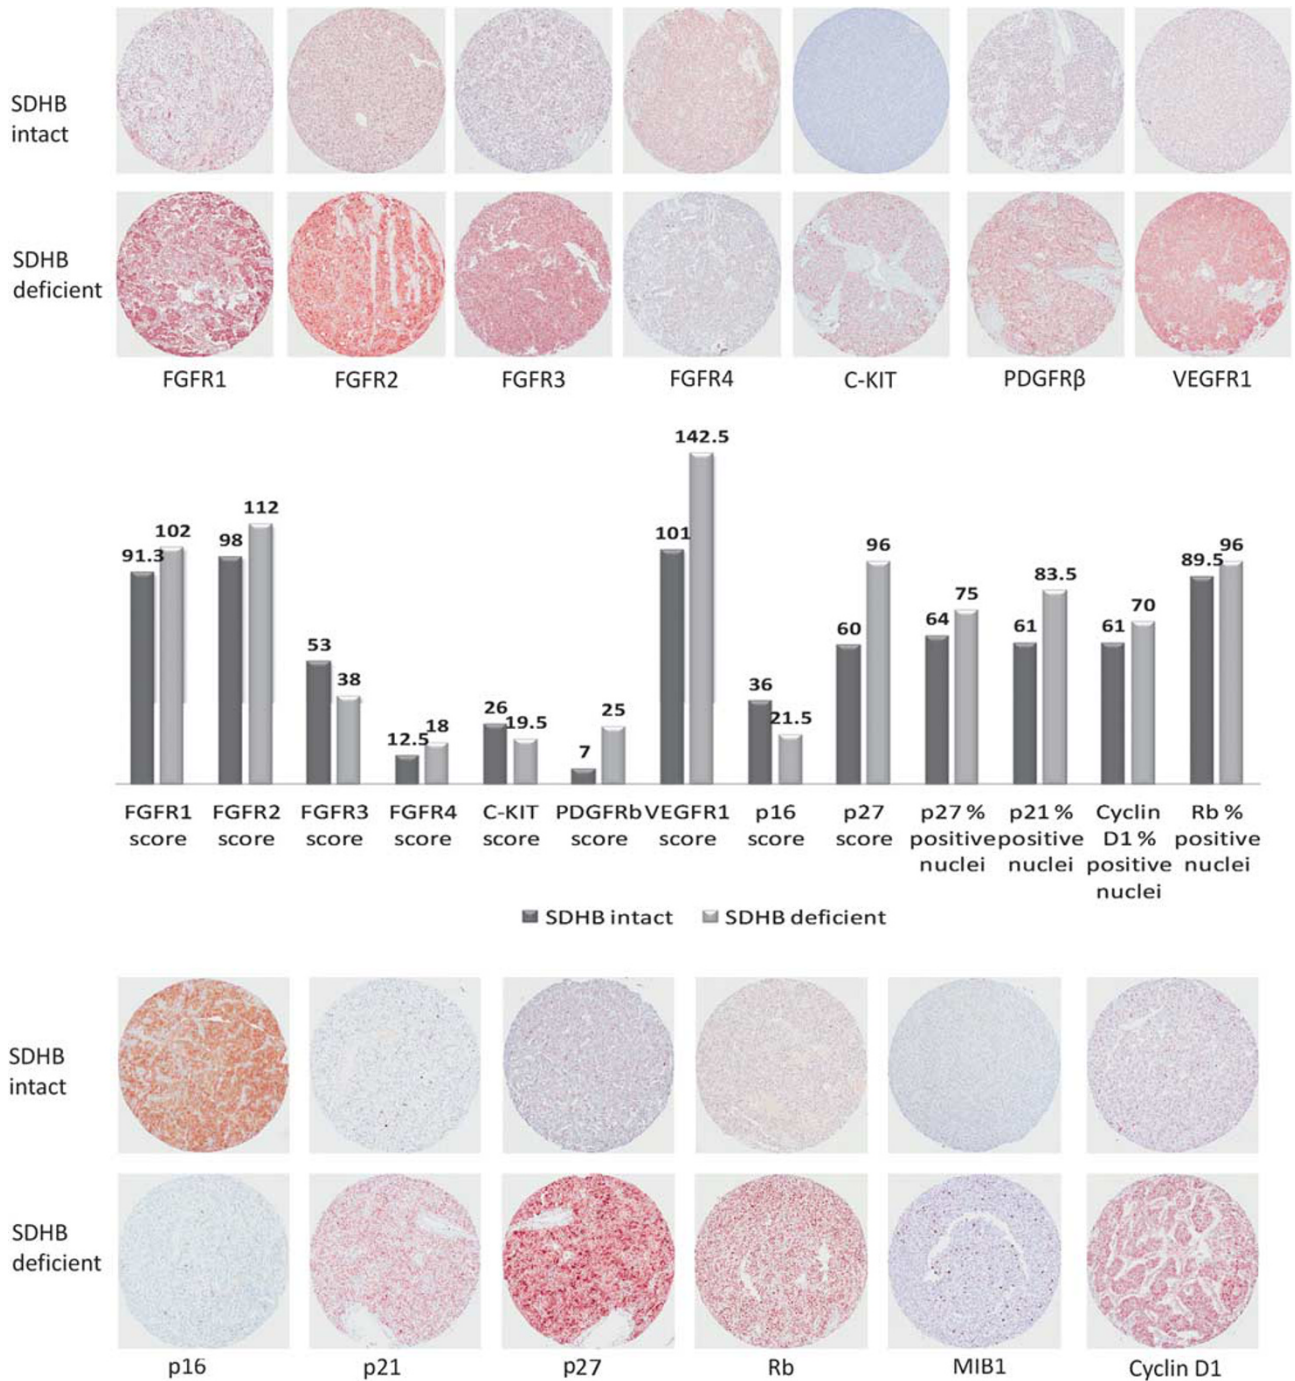 SDHB
intact
SDHB
deficient
FGFR1 FGFR2 FGFR3 FGFR4 C-KIT PDGFRβ VEGFR1
142.5
112
102
101
98
96
96
91.3
89.5
83.5
75
70
64
61
61
60
53
38
36
26
25
21.5
19.5
18
12.5
7
FGFR1 FGFR2 FGFR3 FGFR4 C-KIT PDGFRb VEGFR1 p16 p27 p27 % p21 % Cyclin Rb %
score score score score score score score score score positive positive D1 % positive
nuclei nuclei positive nuclei
nuclei
SDHB intact SDHB deficient
SDHB
intact
SDHB
deficient
p16 p21 p27 Rb MIB1 Cyclin D1